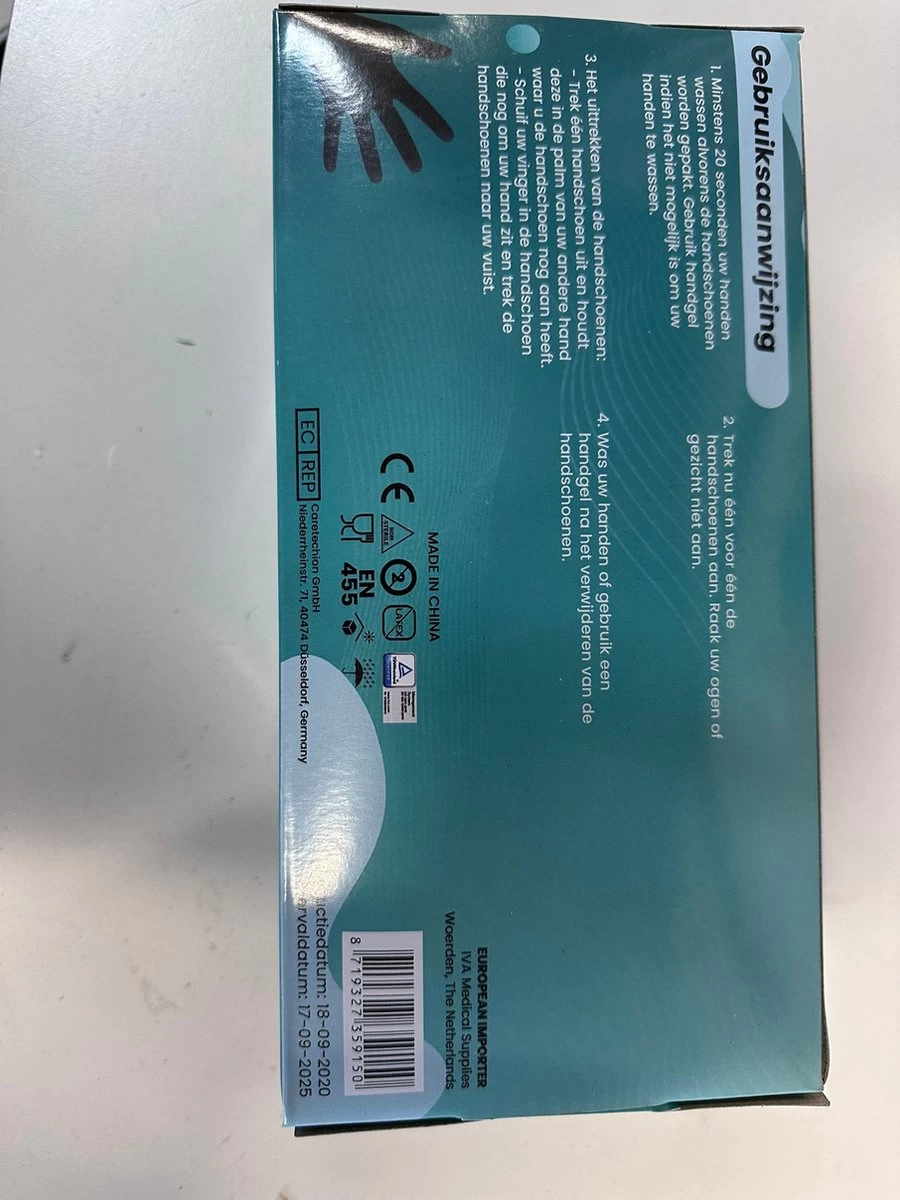 Gebruiksaanwijzing
1. Minstens 20 seconden uw handen
wassen alvorens de handschoenen
worden gepakt. Gebruik handgel
indien het niet mogelijk is om uw
handen te wassen.
2. Trek nu één voor één de
handschoenen aan. Raak uw ogen of
gezicht niet aan.
3. Het uittrekken van de handschoenen:
- Trek één handschoen uit en houdt
deze in de palm van uw andere hand
waar u de handschoen nog aan heeft.
- Schuif uw vinger in de handschoen
die nog om uw hand zit en trek de
handschoenen naar uw vuist.
4. Was uw handen of gebruik een
handgel na het verwijderen van de
handschoenen.
MADE IN CHINA
CE
NON
STERILE
2
LATEX
EN
455
EC REP
Caretechion GmbH
Niederrheinstr. 71, 40474 Düsseldorf, Germany
EUROPEAN IMPORTER
IVA Medical Supplies
Woerden, The Netherlands
8 719327 359150
ctiedatum: 18-09-2020
ervaldatum: 17-09-2025